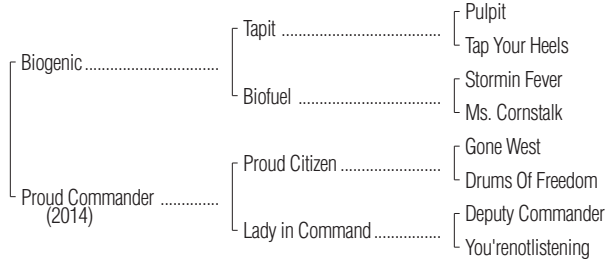 Pulpit
Tapit
Tap Your Heels
Biogenic
Stormin Fever
Biofuel
Ms. Cornstalk
Gone West
Proud Citizen
Drums Of Freedom
Proud Commander
(2014)
Deputy Commander
Lady in Command
You'renotlistening